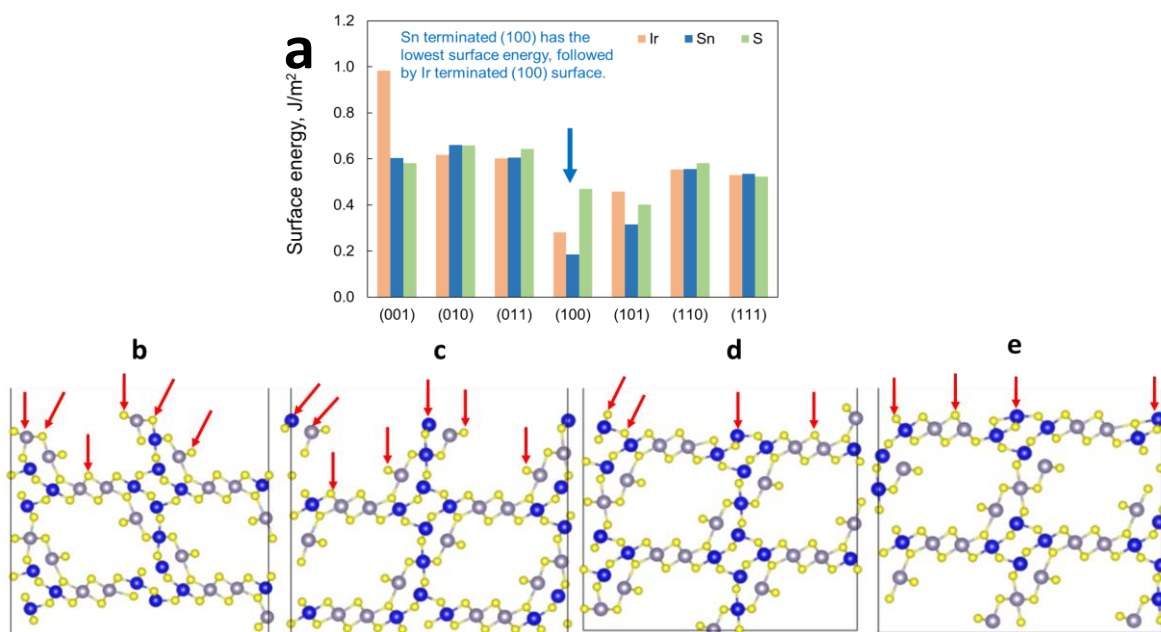 a
1.2
1.0
0.8
0.6
0.4
0.2
0.0
Surface energy, J/m²
Sn terminated (100) has the
lowest surface energy, followed
by Ir terminated (100) surface.
Ir Sn S
(001) (010) (011) (100) (101) (110) (111)
b c d e